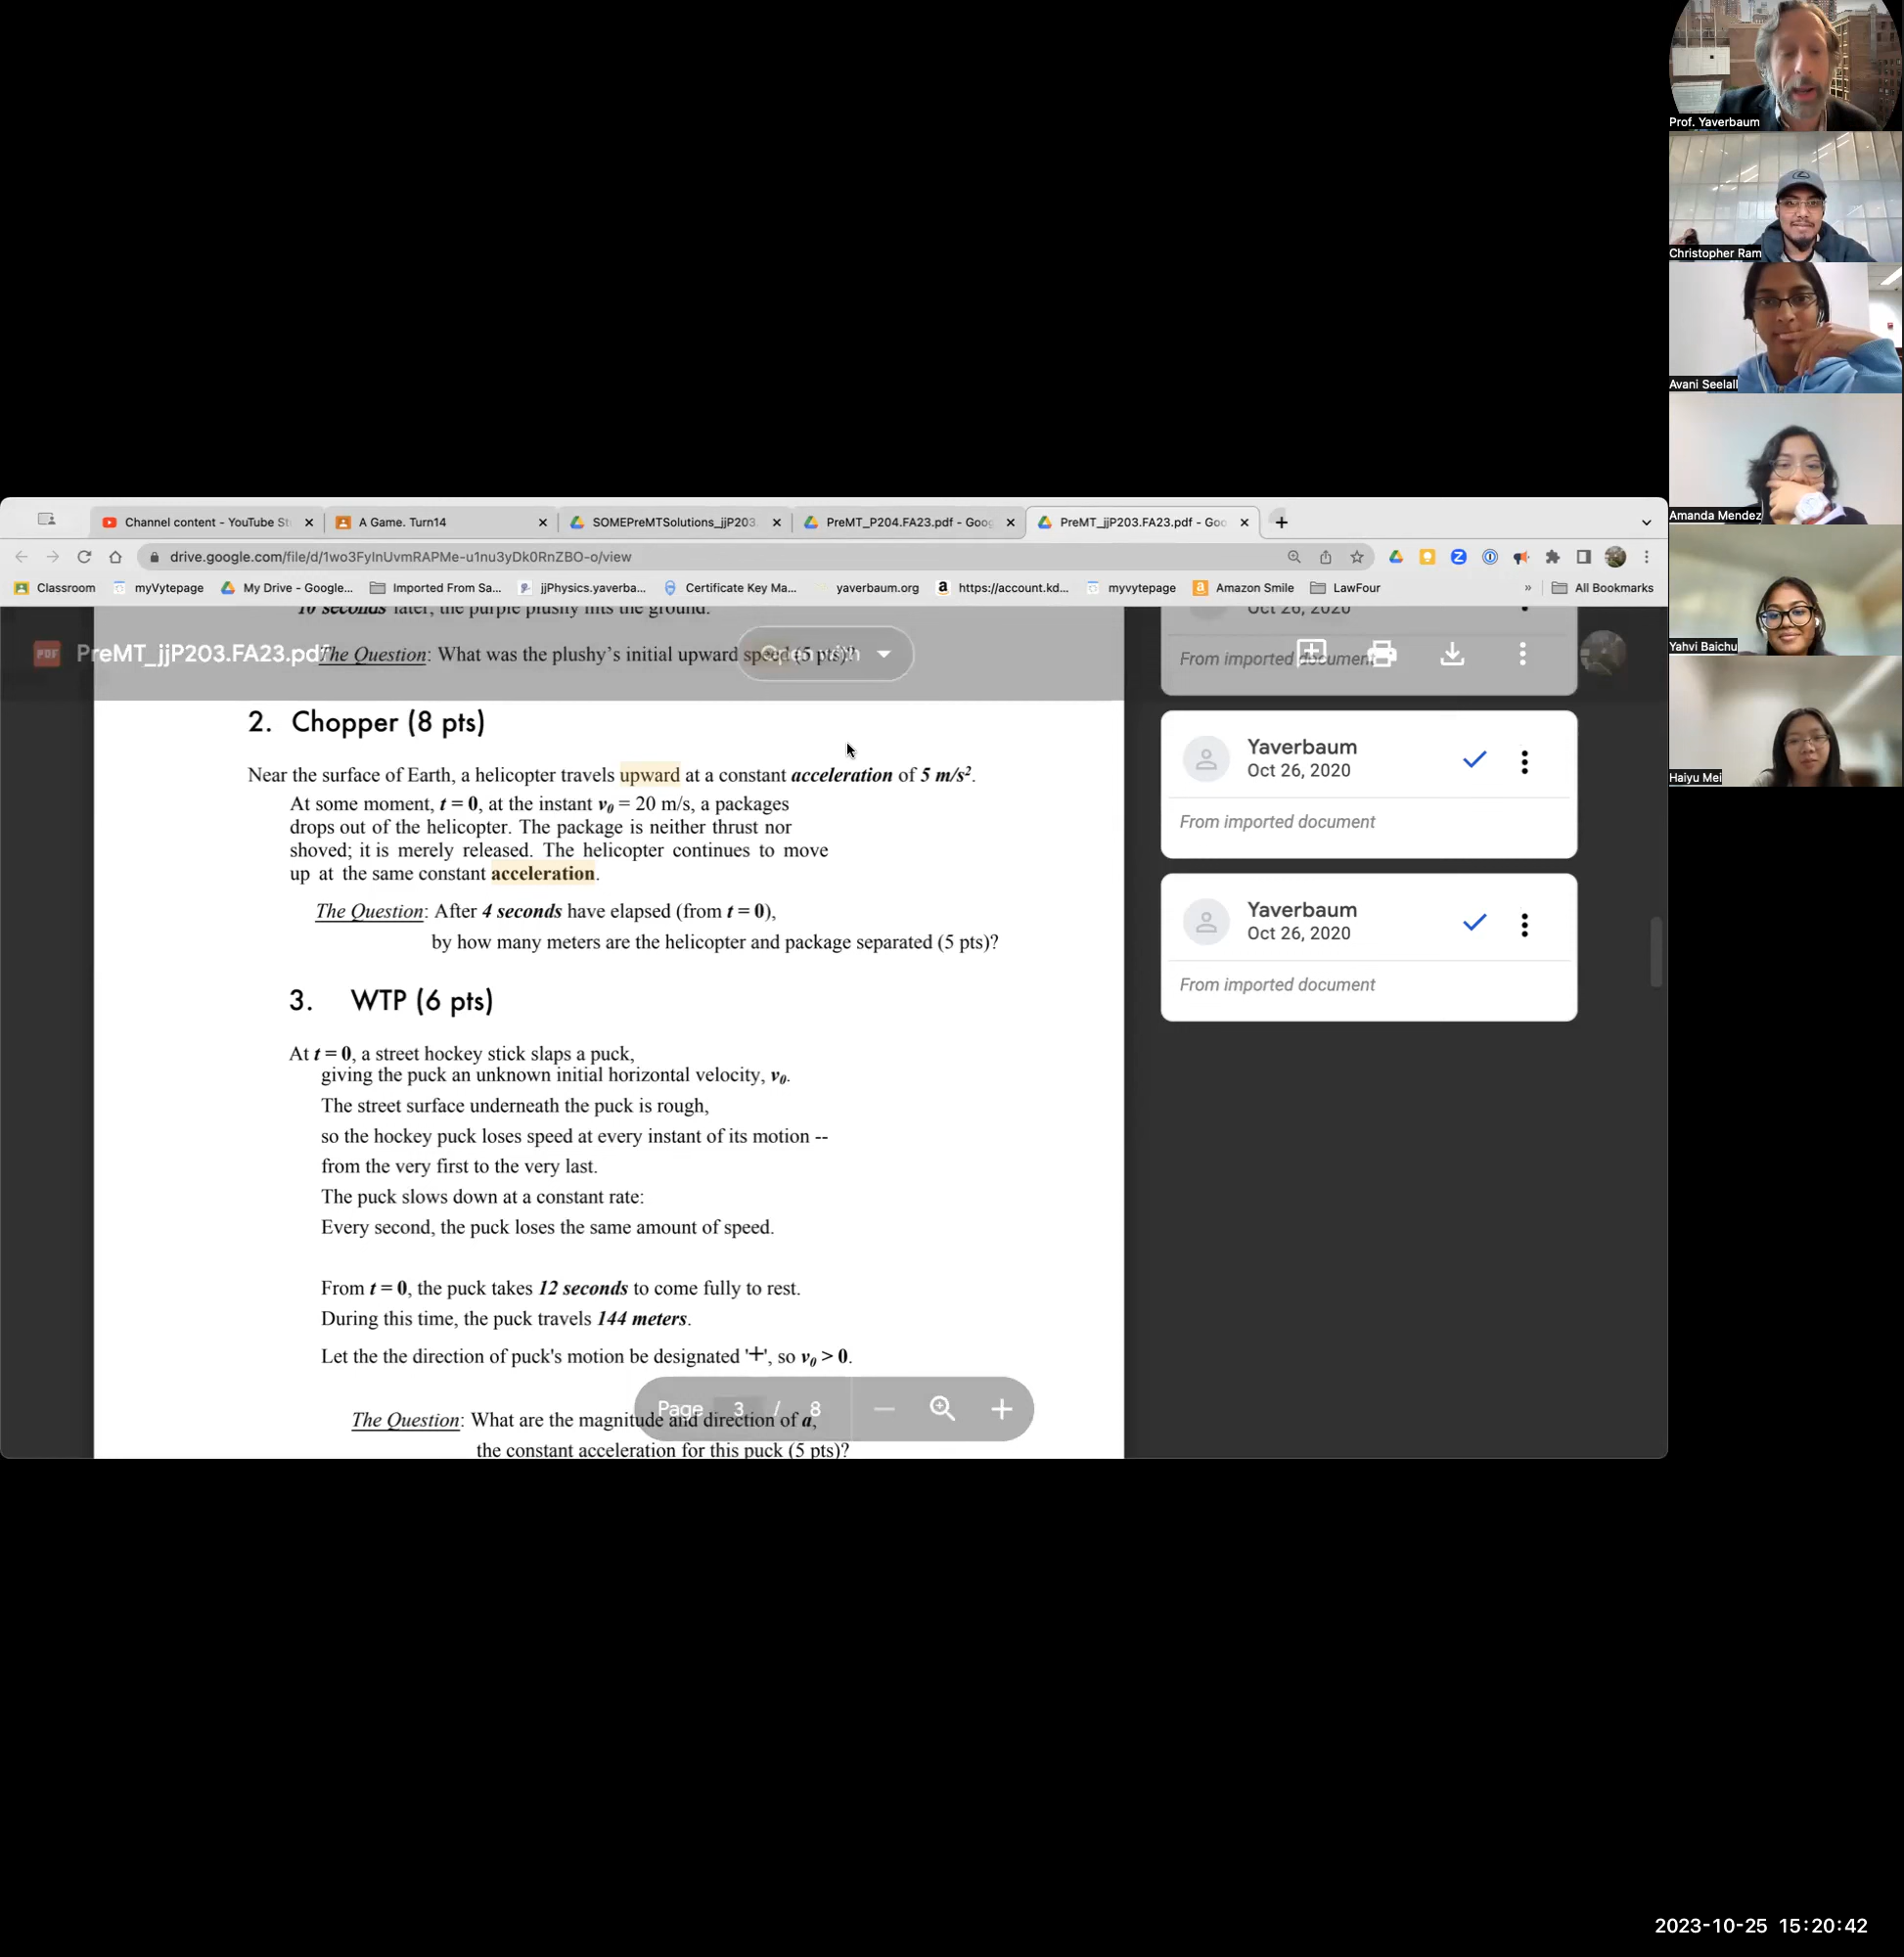 Prof. Yaverbaum
Christopher Ram
Avani Seelall
Amanda Mendez
Yahvi Baichu
Haiyu Mei
Channel content - YouTube St
A Game. Turn14
SOMEPreMTSolutions_jjP203.
PreMT_P204.FA23.pdf - Goog
PreMT_jjP203.FA23.pdf - Goo
drive.google.com/file/d/1wo3FyInUvmRAPMe-u1nu3yDk0RnZBO-o/view
Classroom
myVytepage
My Drive - Google...
Imported From Sa...
jjPhysics.yaverba...
Certificate Key Ma...
yaverbaum.org
https://account.kd...
myvytepage
Amazon Smile
LawFour
»
All Bookmarks
10 seconds later, the purple plushy hits the ground.
PDF PreMT_jjP203.FA23.pdf
The Question: What was the plushy's initial upward speed (5 pts)?
Open with
Oct 26, 2020
From imported document
2. Chopper (8 pts)
Near the surface of Earth, a helicopter travels upward at a constant acceleration of 5 m/s².
At some moment, t = 0, at the instant v₀ = 20 m/s, a packages
drops out of the helicopter. The package is neither thrust nor
shoved; it is merely released. The helicopter continues to move
up at the same constant acceleration.
The Question: After 4 seconds have elapsed (from t = 0),
by how many meters are the helicopter and package separated (5 pts)?
3. WTP (6 pts)
At t = 0, a street hockey stick slaps a puck,
giving the puck an unknown initial horizontal velocity, v₀.
The street surface underneath the puck is rough,
so the hockey puck loses speed at every instant of its motion --
from the very first to the very last.
The puck slows down at a constant rate:
Every second, the puck loses the same amount of speed.
From t = 0, the puck takes 12 seconds to come fully to rest.
During this time, the puck travels 144 meters.
Let the the direction of puck's motion be designated '+', so v₀ > 0.
The Question: What are the magnitude and direction of a,
the constant acceleration for this puck (5 pts)?
Page 3 / 8
Yaverbaum
Oct 26, 2020
From imported document
Yaverbaum
Oct 26, 2020
From imported document
2023-10-25 15:20:42